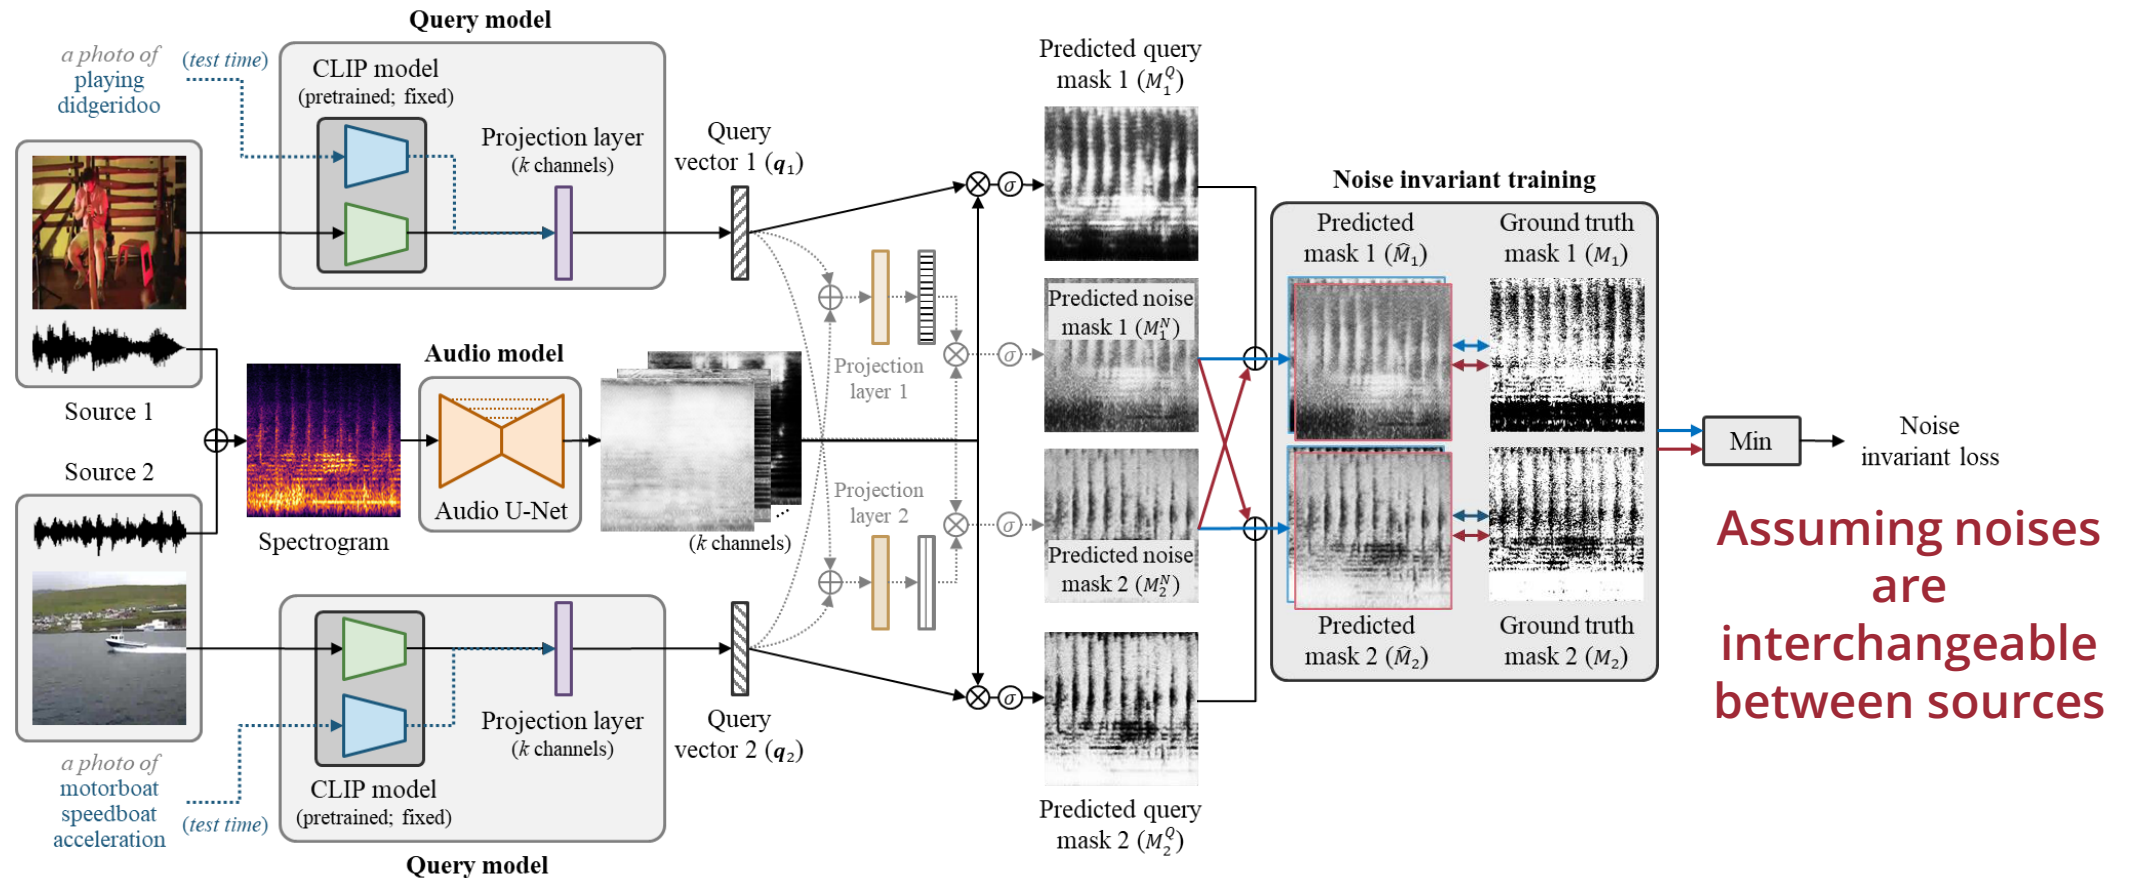 Query model
a photo of
playing
didgeridoo
(test time)
CLIP model
(pretrained; fixed)
Projection layer
(k channels)
Query
vector 1 (q₁)
Source 1
Source 2
a photo of
motorboat
speedboat
acceleration
(test time)
Spectrogram
Audio model
Audio U-Net
(k channels)
Projection
layer 1
Projection
layer 2
CLIP model
(pretrained; fixed)
Projection layer
(k channels)
Query
vector 2 (q₂)
Query model
σ
σ
σ
σ
Predicted query
mask 1 (M₁^Q)
Predicted noise
mask 1 (M₁^N)
Predicted noise
mask 2 (M₂^N)
Predicted query
mask 2 (M₂^Q)
Noise invariant training
Predicted
mask 1 (M̂₁)
Ground truth
mask 1 (M₁)
Predicted
mask 2 (M̂₂)
Ground truth
mask 2 (M₂)
Min
Noise
invariant loss
Assuming noises
are
interchangeable
between sources